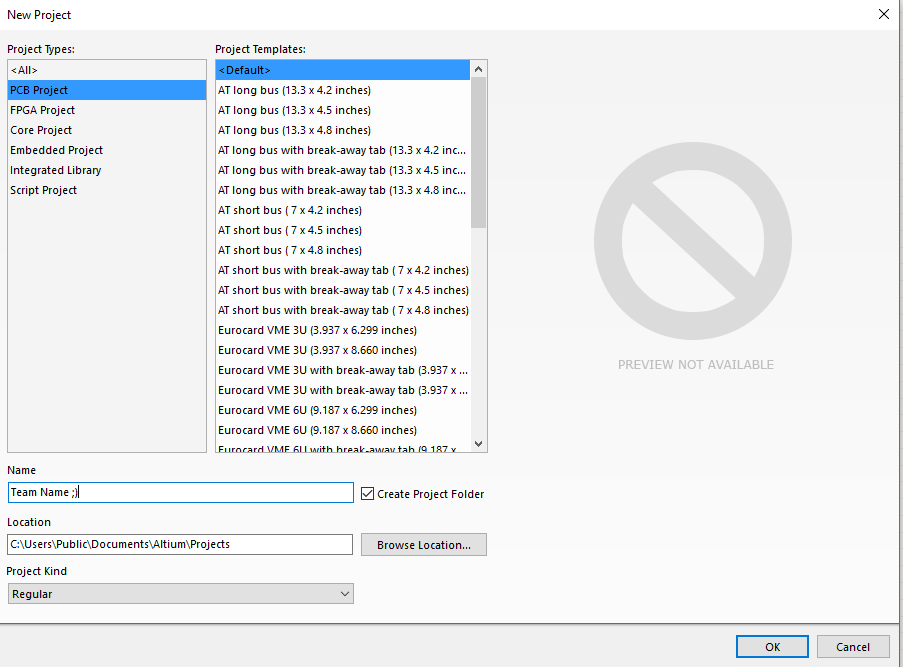 New Project
Project Types:
<All>
PCB Project
FPGA Project
Core Project
Embedded Project
Integrated Library
Script Project
Project Templates:
<Default>
AT long bus (13.3 x 4.2 inches)
AT long bus (13.3 x 4.5 inches)
AT long bus (13.3 x 4.8 inches)
AT long bus with break-away tab (13.3 x 4.2 inc...
AT long bus with break-away tab (13.3 x 4.5 inc...
AT long bus with break-away tab (13.3 x 4.8 inc...
AT short bus ( 7 x 4.2 inches)
AT short bus ( 7 x 4.5 inches)
AT short bus ( 7 x 4.8 inches)
AT short bus with break-away tab ( 7 x 4.2 inches)
AT short bus with break-away tab ( 7 x 4.5 inches)
AT short bus with break-away tab ( 7 x 4.8 inches)
Eurocard VME 3U (3.937 x 6.299 inches)
Eurocard VME 3U (3.937 x 8.660 inches)
Eurocard VME 3U with break-away tab (3.937 x ...
Eurocard VME 3U with break-away tab (3.937 x ...
Eurocard VME 6U (9.187 x 6.299 inches)
Eurocard VME 6U (9.187 x 8.660 inches)
Eurocard VME 6U with break-away tab (9.187 x
PREVIEW NOT AVAILABLE
Name
Team Name ;)
Create Project Folder
Location
C:\Users\Public\Documents\Altium\Projects
Browse Location...
Project Kind
Regular
OK
Cancel